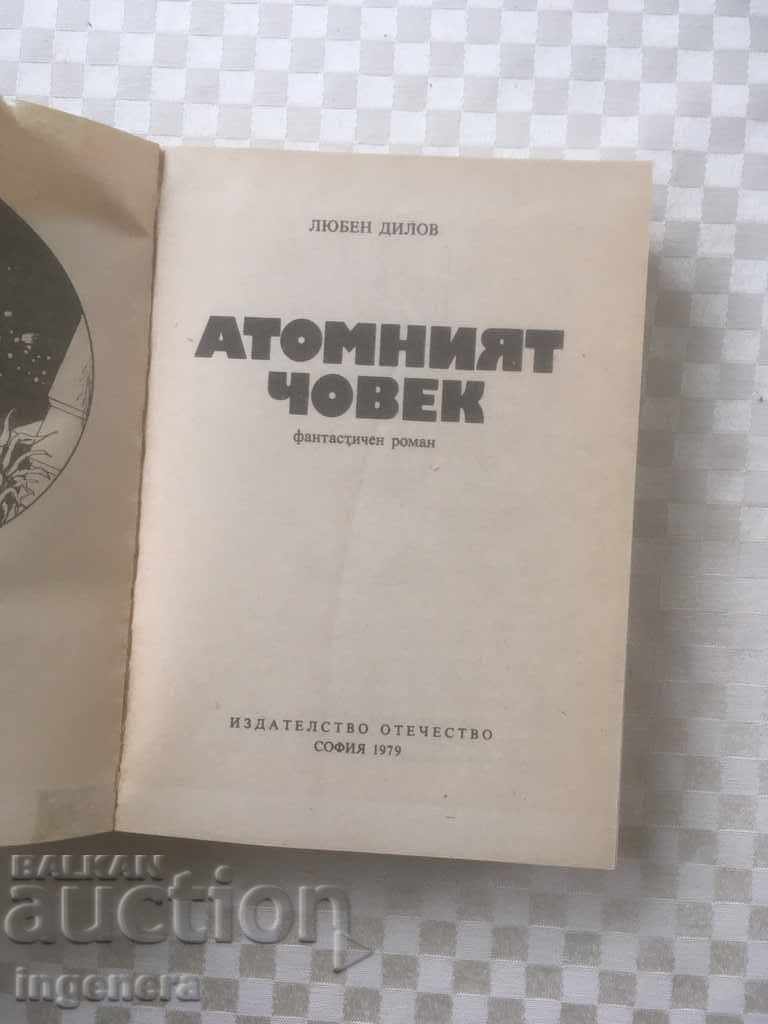 ЛЮБЕН ДИЛОВ
АТОМНИЯТ
ЧОВЕК
фантастичен роман
ИЗДАТЕЛСТВО ОТЕЧЕСТВО
СОФИЯ 1979
BALKAN
auction
ingenera